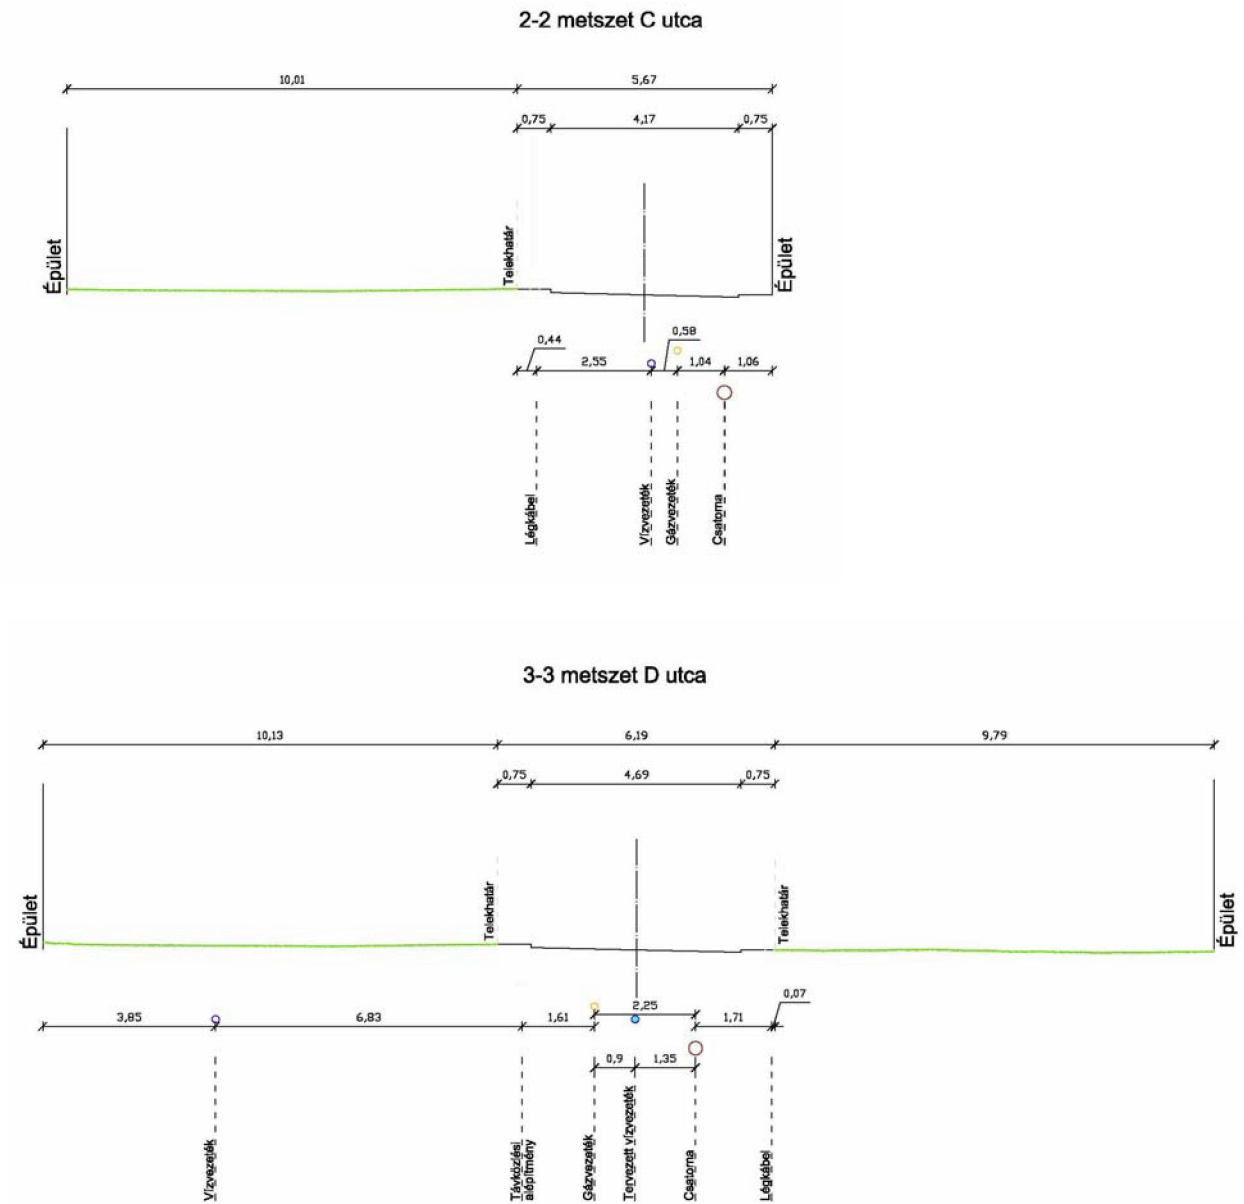 2-2 metszet C utca
10,01
5,67
0,75
4,17
0,75
Épület
Telekhatár
Épület
0,44
2,55
0,58
1,04
1,06
Légkábel
Vízvezeték
Gázvezeték
Csatorna
3-3 metszet D utca
10,13
6,19
9,79
0,75
4,69
0,75
Épület
Telekhatár
Telekhatár
Épület
0,07
2,25
3,85
6,83
1,61
1,71
0,9
1,35
Vízvezeték
Távközlési
alépítmény
Gázvezeték
Tervezett vízvezeték
Csatorna
Légkábel